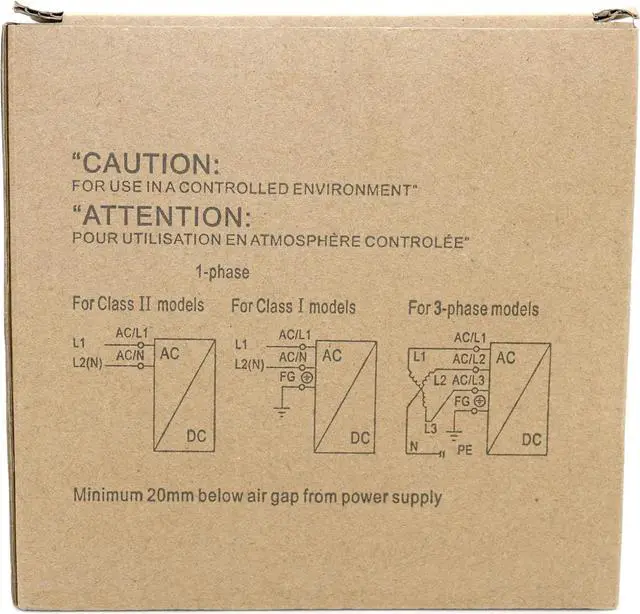 "CAUTION:
FOR USE IN A CONTROLLED ENVIRONMENT"
"ATTENTION:
POUR UTILISATION EN ATMOSPHÈRE CONTROLÉE"
1-phase
For Class II models
L1 AC/L1
L2(N) AC/N
AC
DC
For Class I models
L1 AC/L1
L2(N) AC/N
FG
AC
DC
For 3-phase models
AC/L1
L1 AC/L2
L2 AC/L3
FG
L3
N PE
AC
DC
Minimum 20mm below air gap from power supply